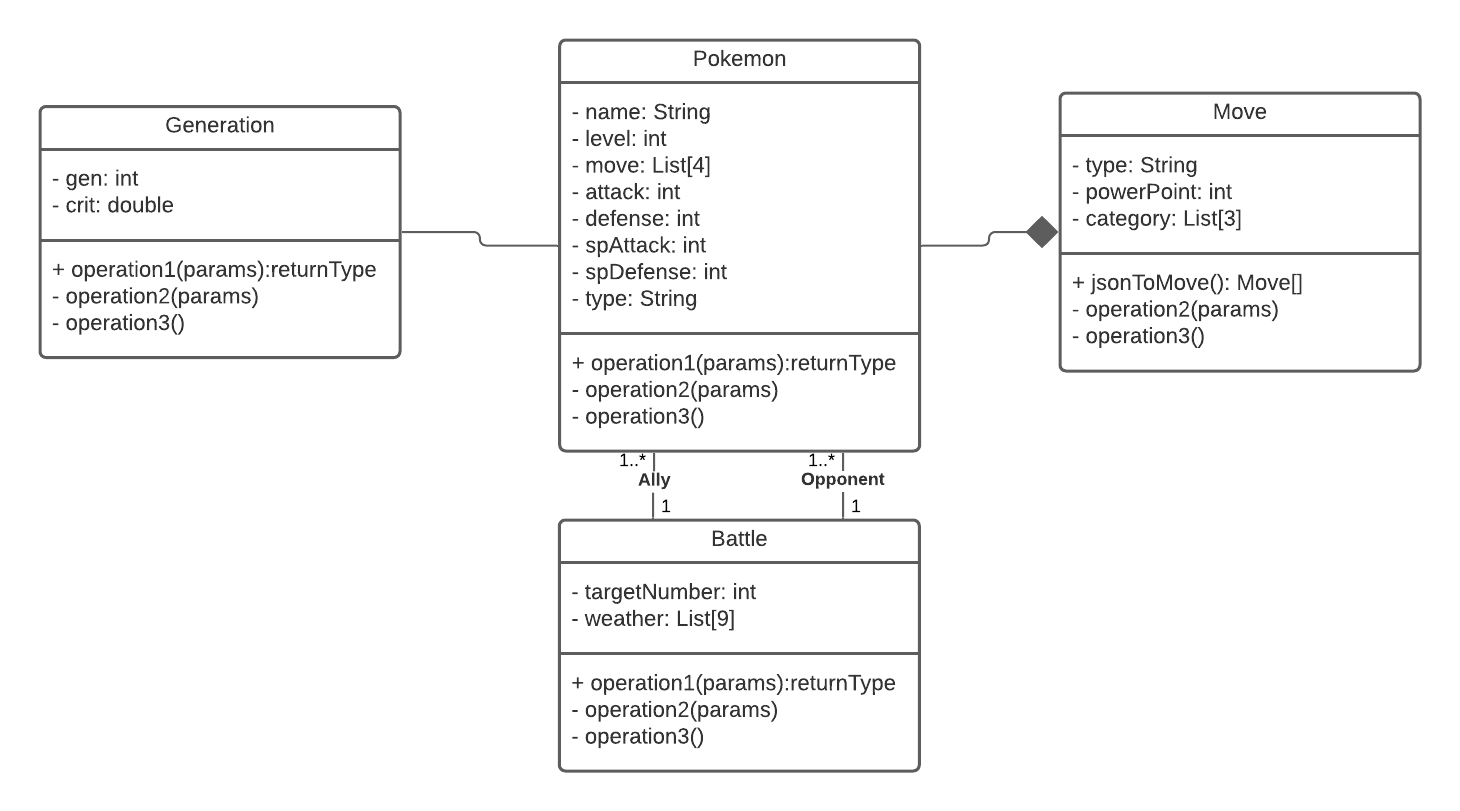 Generation
- gen: int
- crit: double
+ operation1(params):returnType
- operation2(params)
- operation3()
Pokemon
- name: String
- level: int
- move: List[4]
- attack: int
- defense: int
- spAttack: int
- spDefense: int
- type: String
+ operation1(params):returnType
- operation2(params)
- operation3()
Move
- type: String
- powerPoint: int
- category: List[3]
+ jsonToMove(): Move[]
- operation2(params)
- operation3()
1..*
Ally
1
1..*
Opponent
1
Battle
- targetNumber: int
- weather: List[9]
+ operation1(params):returnType
- operation2(params)
- operation3()